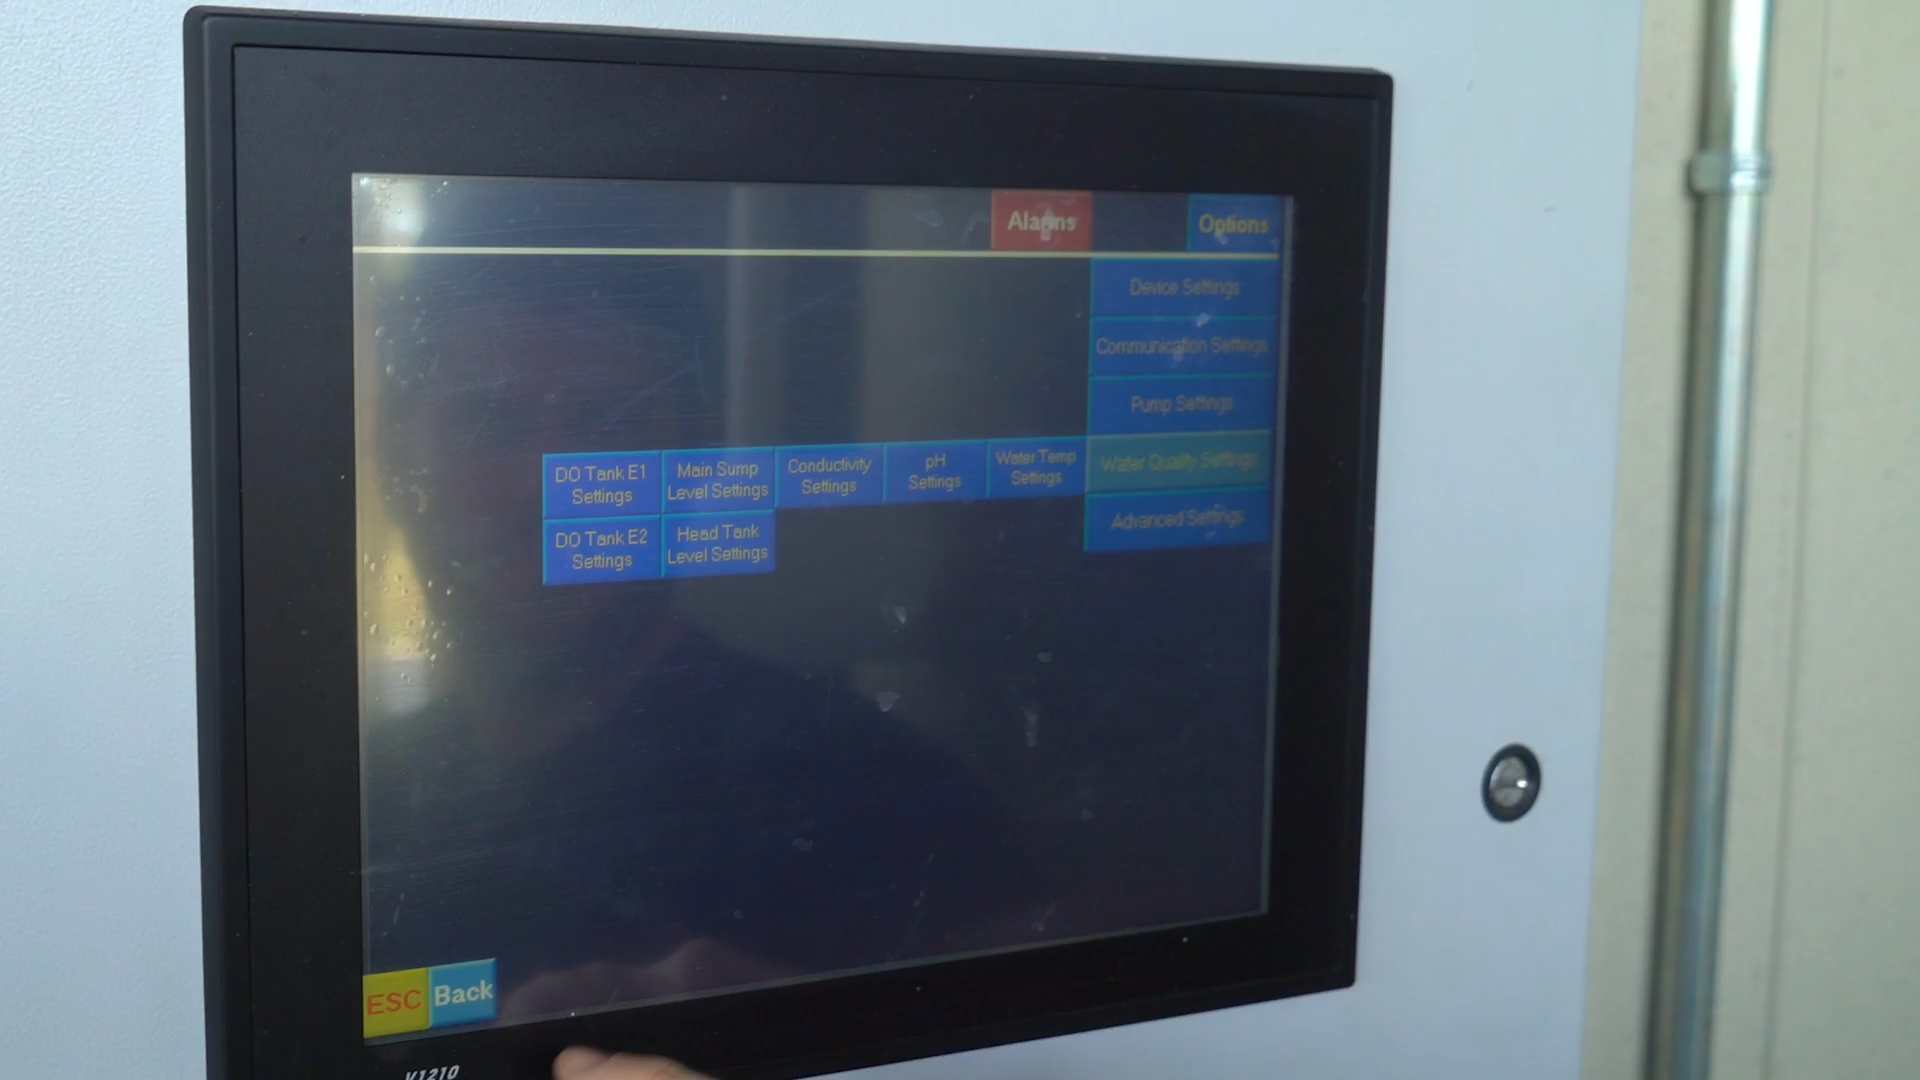 Alarms
Options
Device Settings
Communication Settings
Pump Settings
Water Quality Settings
Advanced Settings
DO Tank E1
Settings
Main Sump
Level Settings
Conductivity
Settings
pH
Settings
Water Temp
Settings
DO Tank E2
Settings
Head Tank
Level Settings
ESC
Back
V1210